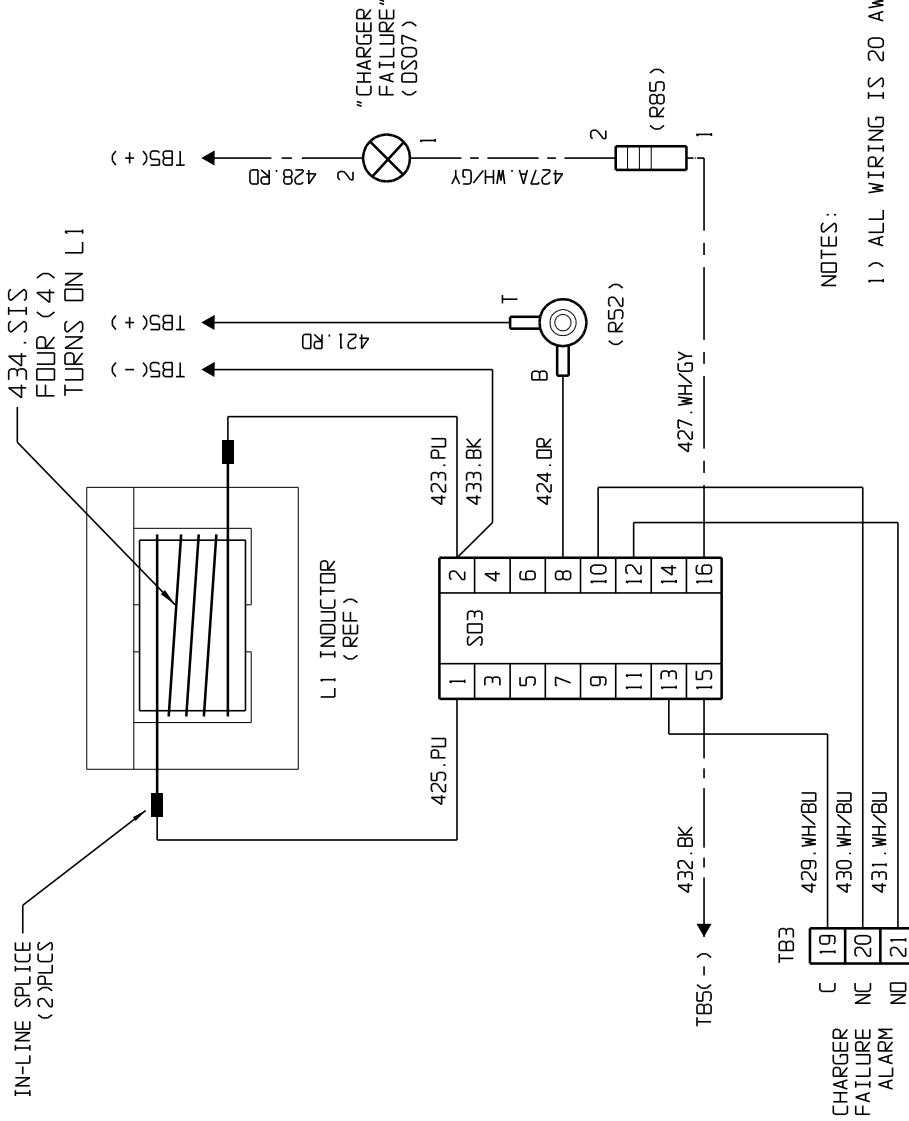 434.SIS
FOUR (4)
TURNS ON L1
IN-LINE SPLICE
(2)PLCS
L1 INDUCTOR
(REF)
TB5(-)
TB5(+)
421.RD
TB5(+)
428.RD
"CHARGER
FAILURE"
(DS07)
2
1
427A.WH/GY
2
(R85)
1
T
B
(R52)
425.PU
423.PU
433.BK
424.OR
427.WH/GY
SD3
1 2
3 4
5 6
7 8
9 10
11 12
13 14
15 16
432.BK
TB5(-)
429.WH/BU
430.WH/BU
431.WH/BU
TB3
C 19
NC 20
NO 21
CHARGER
FAILURE
ALARM
NOTES:
1) ALL WIRING IS 20 AW